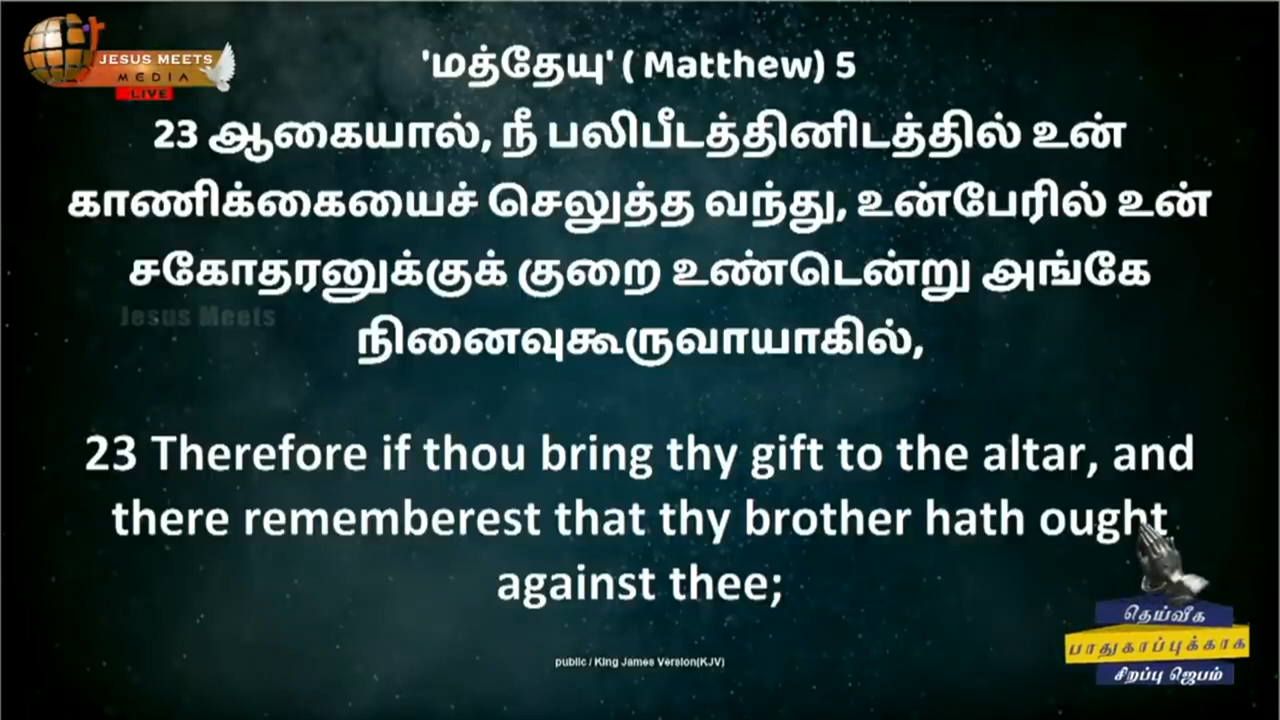 JESUS MEETS
MEDIA
LIVE
'மத்தேயு' ( Matthew) 5
23 ஆகையால், நீ பலிபீடத்தினிடத்தில் உன்
காணிக்கையைச் செலுத்த வந்து, உன்பேரில் உன்
சகோதரனுக்குக் குறை உண்டென்று அங்கே
Jesus Meets
நினைவுகூருவாயாகில்,
23 Therefore if thou bring thy gift to the altar, and
there rememberest that thy brother hath ought
against thee;
public / King James Version(KJV)
தெய்வீக
பாதுகாப்புக்காக
சிறப்பு ஜெபம்